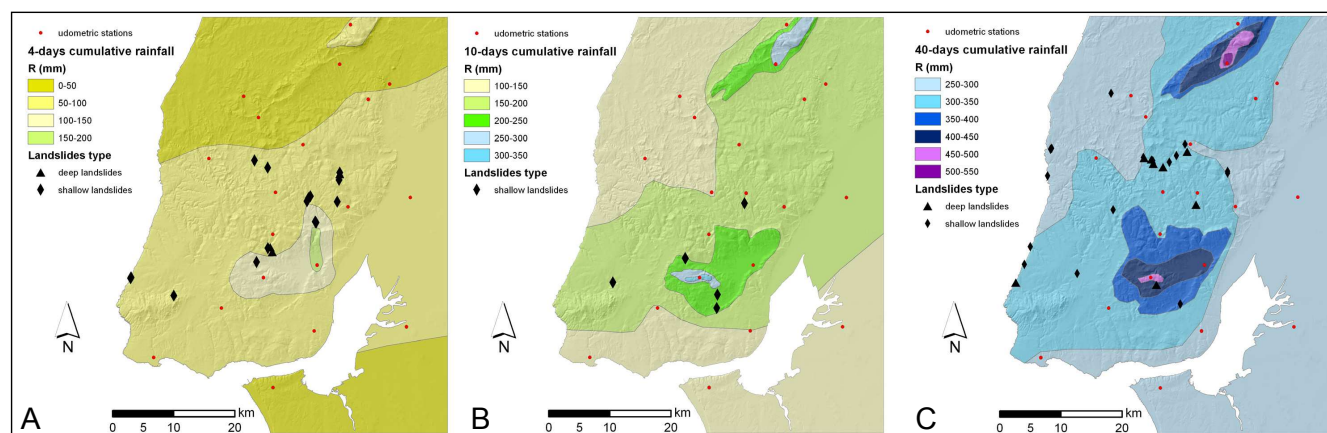 udometric stations
4-days cumulative rainfall
R (mm)
0-50
50-100
100-150
150-200
Landslides type
deep landslides
shallow landslides
N
km
0 5 10 20
A
udometric stations
10-days cumulative rainfall
R (mm)
100-150
150-200
200-250
250-300
300-350
Landslides type
shallow landslides
N
km
0 5 10 20
B
udometric stations
40-days cumulative rainfall
R (mm)
250-300
300-350
350-400
400-450
450-500
500-550
Landslides type
deep landslides
shallow landslides
N
km
0 5 10 20
C